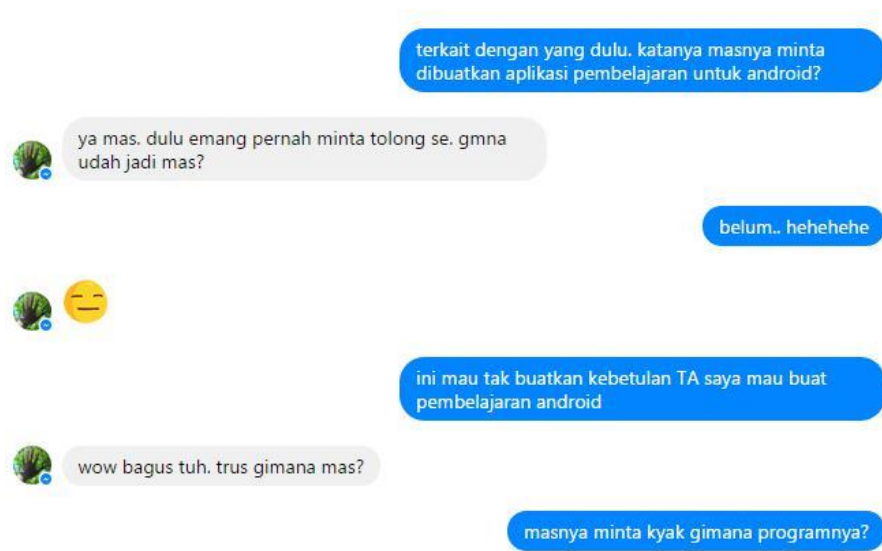 terkait dengan yang dulu. katanya masnya minta
dibuatkan aplikasi pembelajaran untuk android?
ya mas. dulu emang pernah minta tolong se. gmna
udah jadi mas?
belum.. hehehehe
ini mau tak buatkan kebetulan TA saya mau buat
pembelajaran android
wow bagus tuh. trus gimana mas?
masnya minta kyak gimana programnya?